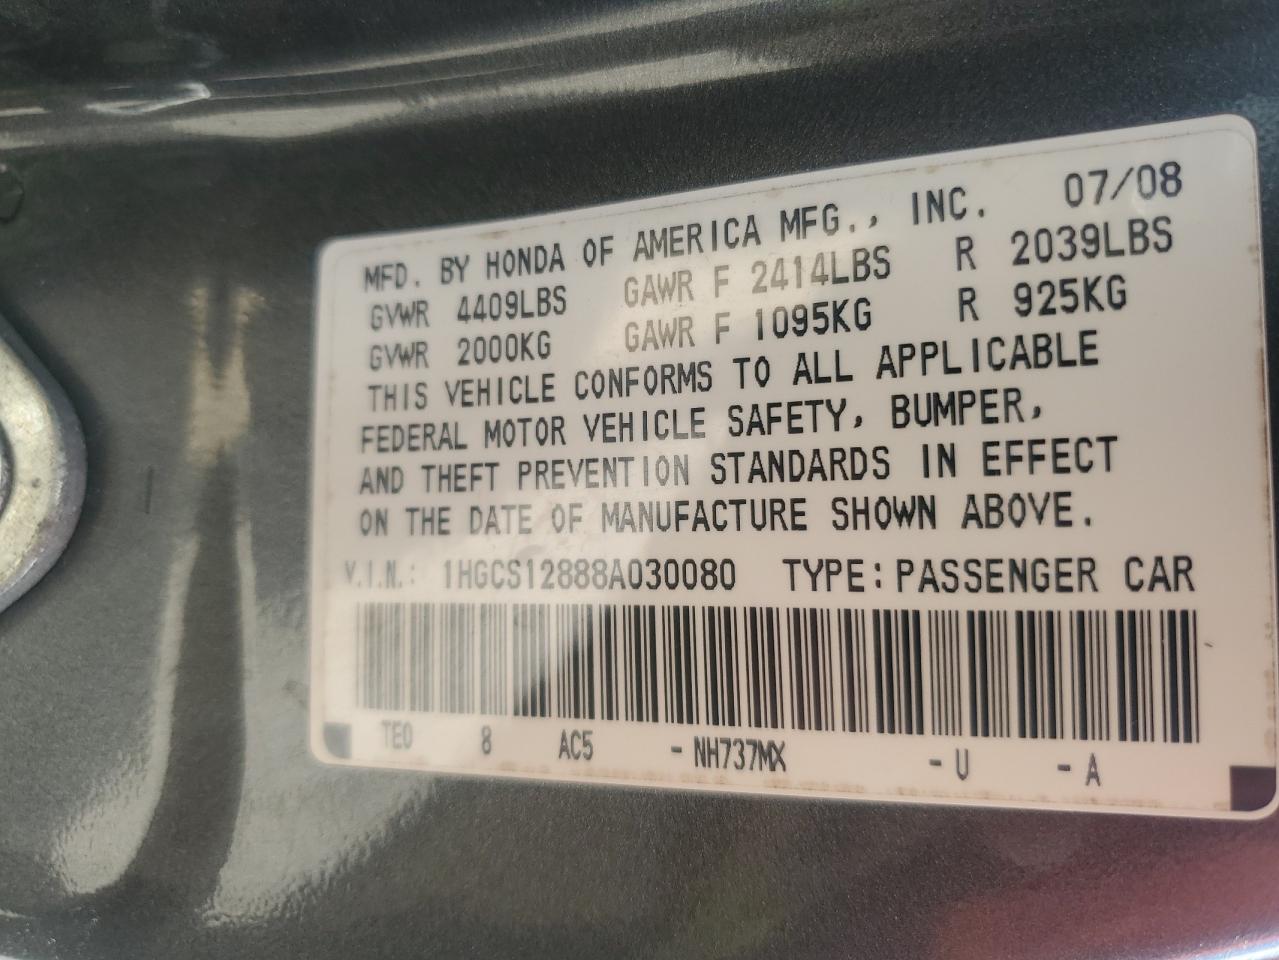 MFD. BY HONDA OF AMERICA MFG., INC. 07/08
GVWR 4409LBS GAWR F 2414LBS R 2039LBS
GVWR 2000KG GAWR F 1095KG R 925KG
THIS VEHICLE CONFORMS TO ALL APPLICABLE
FEDERAL MOTOR VEHICLE SAFETY, BUMPER,
AND THEFT PREVENTION STANDARDS IN EFFECT
ON THE DATE OF MANUFACTURE SHOWN ABOVE.
V.I.N.: 1HGCS12888A030080 TYPE: PASSENGER CAR
TE0 8 AC5 - NH737MX - U - A